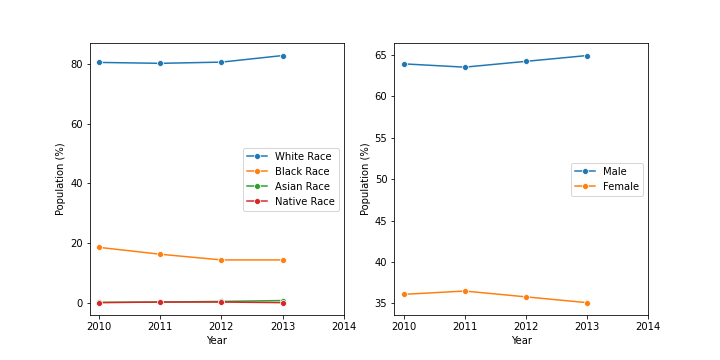 80
60
40
20
0
Population (%)
2010 2011 2012 2013 2014
Year
White Race
Black Race
Asian Race
Native Race
65
60
55
50
45
40
35
Population (%)
2010 2011 2012 2013 2014
Year
Male
Female